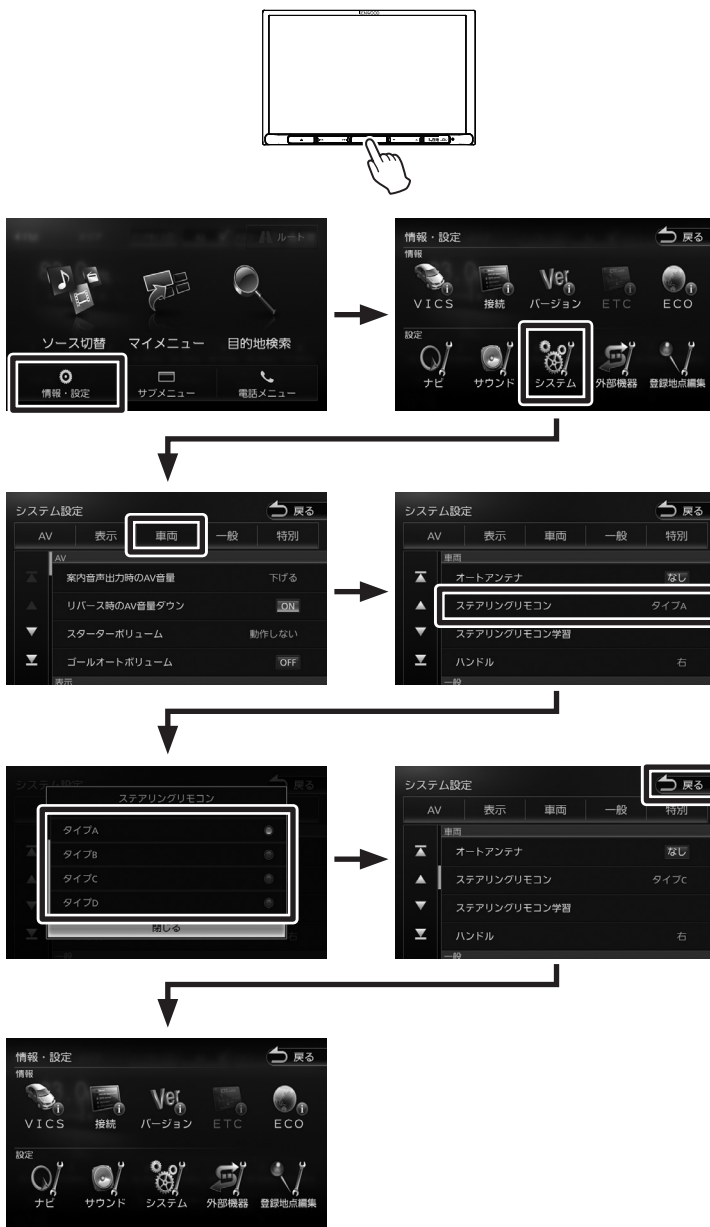 KENWOOD
ルート
ソース切替 マイメニュー 目的地検索
情報・設定 サブメニュー 電話メニュー
情報・設定 戻る
情報
VICS 接続 バージョン ETC ECO
Ver
設定
ナビ サウンド システム 外部機器 登録地点編集
システム設定 戻る
AV 表示 車両 一般 特別
AV
案内音声出力時のAV音量 下げる
リバース時のAV音量ダウン ON
スターターボリューム 動作しない
ゴールオートボリューム OFF
表示
システム設定 戻る
AV 表示 車両 一般 特別
車両
オートアンテナ なし
ステアリングリモコン タイプA
ステアリングリモコン学習
ハンドル 右
一般
システム設定 戻る
ステアリングリモコン
タイプA
タイプB
タイプC
タイプD
閉じる
右
一般
システム設定 戻る
AV 表示 車両 一般 特別
車両
オートアンテナ なし
ステアリングリモコン タイプC
ステアリングリモコン学習
ハンドル 右
一般
情報・設定 戻る
情報
Ver
VICS 接続 バージョン ETC ECO
設定
ナビ サウンド システム 外部機器 登録地点編集